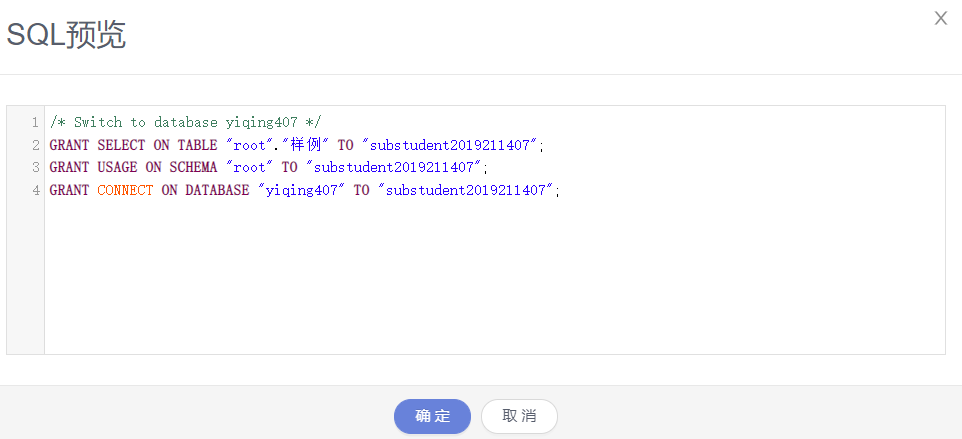 SQL预览
X
1 /* Switch to database yiqing407 */
2 GRANT SELECT ON TABLE "root"."样例" TO "substudent2019211407";
3 GRANT USAGE ON SCHEMA "root" TO "substudent2019211407";
4 GRANT CONNECT ON DATABASE "yiqing407" TO "substudent2019211407";
确定 取消